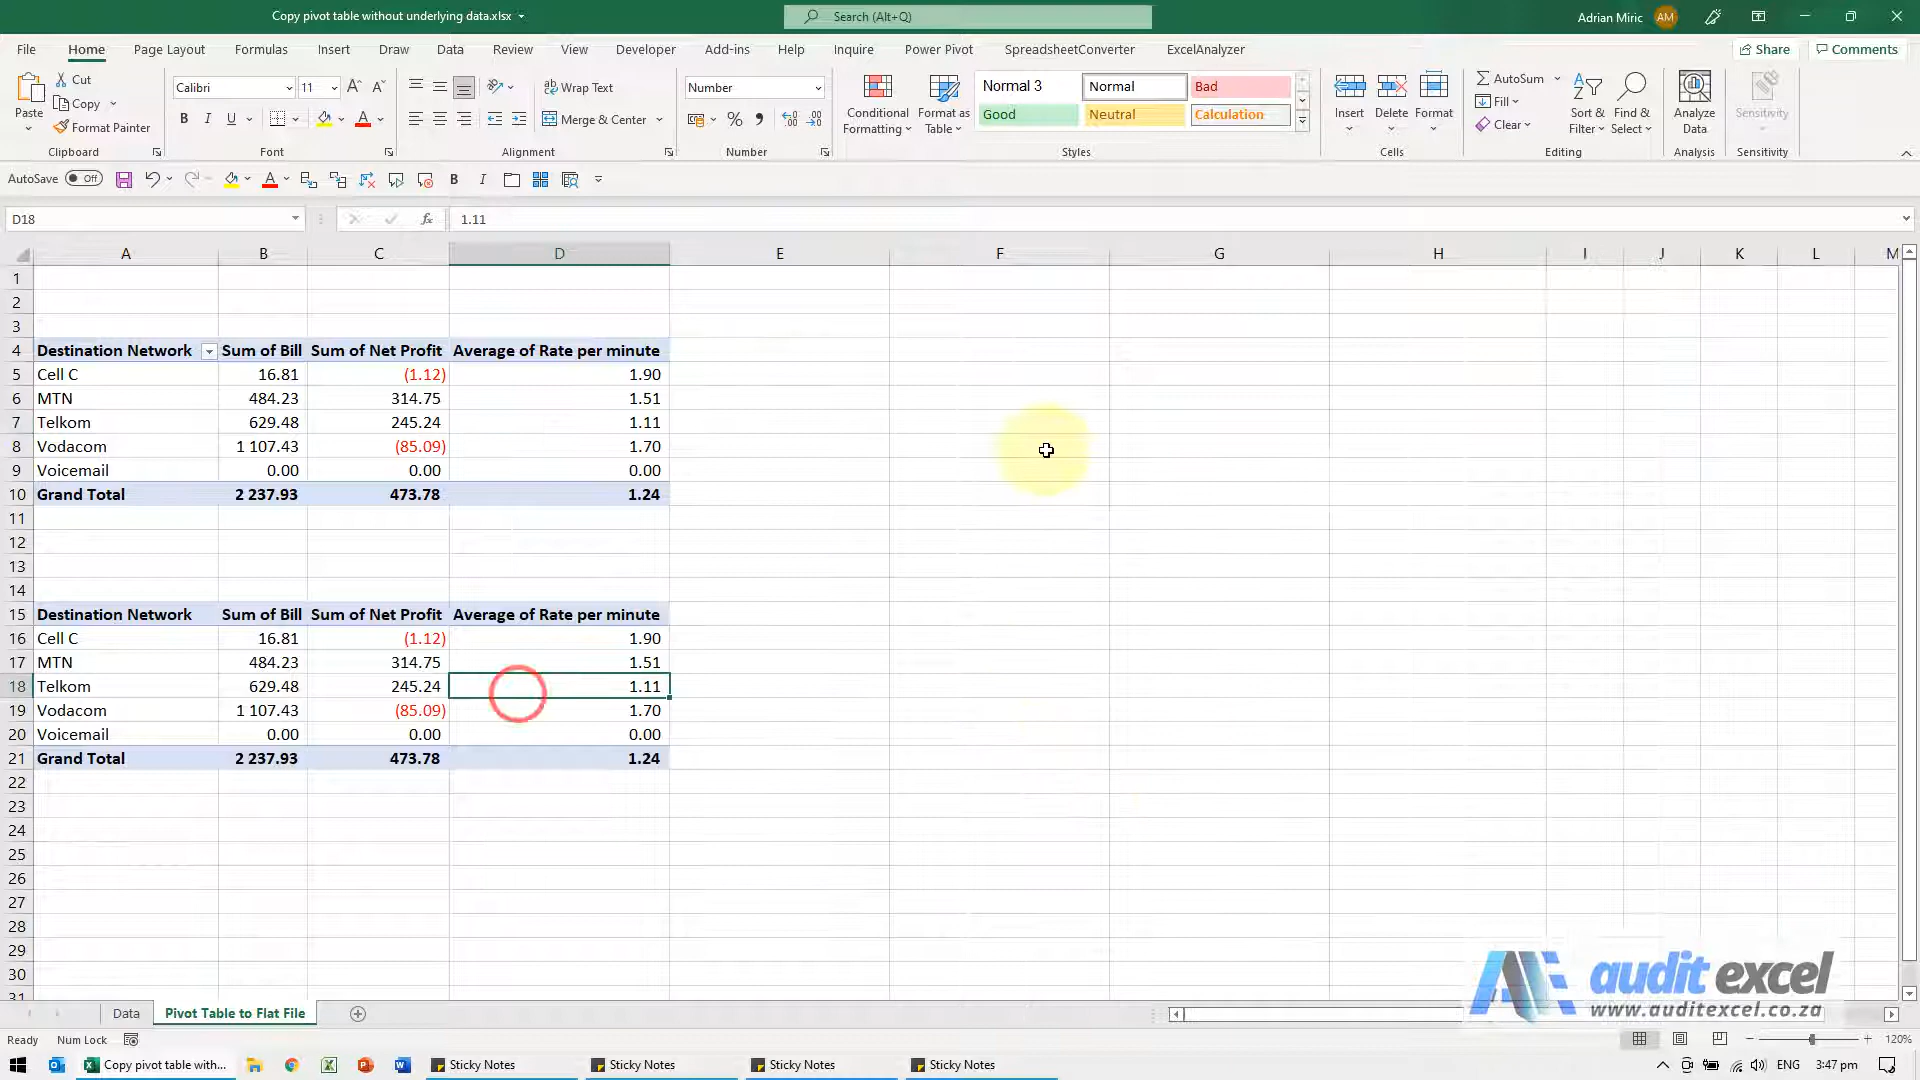 Copy pivot table without underlying data.xlsx
Search (Alt+Q)
Adrian Miric
AM
File Home Page Layout Formulas Insert Draw Data Review View Developer Add-ins Help Inquire Power Pivot SpreadsheetConverter ExcelAnalyzer Share Comments
Paste
Cut
Copy
Format Painter
Clipboard
Calibri 11
B I U
Font
Wrap Text
Merge & Center
Alignment
Number
%
Number
Conditional Formatting
Format as Table
Normal 3 Normal Bad
Good Neutral Calculation
Styles
Insert Delete Format
Cells
AutoSum
Fill
Clear
Sort & Filter
Find & Select
Editing
Analyze Data
Analysis
Sensitivity
Sensitivity
AutoSave Off
B I
D18 fx 1.11
A B C D E F G H I J K L M
1
2
3
4 Destination Network Sum of Bill Sum of Net Profit Average of Rate per minute
5 Cell C 16.81 (1.12) 1.90
6 MTN 484.23 314.75 1.51
7 Telkom 629.48 245.24 1.11
8 Vodacom 1 107.43 (85.09) 1.70
9 Voicemail 0.00 0.00 0.00
10 Grand Total 2 237.93 473.78 1.24
11
12
13
14
15 Destination Network Sum of Bill Sum of Net Profit Average of Rate per minute
16 Cell C 16.81 (1.12) 1.90
17 MTN 484.23 314.75 1.51
18 Telkom 629.48 245.24 1.11
19 Vodacom 1 107.43 (85.09) 1.70
20 Voicemail 0.00 0.00 0.00
21 Grand Total 2 237.93 473.78 1.24
22
23
24
25
26
27
28
29
30
31
audit excel
www.auditexcel.co.za
Data Pivot Table to Flat File
Ready Num Lock
120%
Copy pivot table with... Sticky Notes Sticky Notes Sticky Notes Sticky Notes ENG 3:47 pm